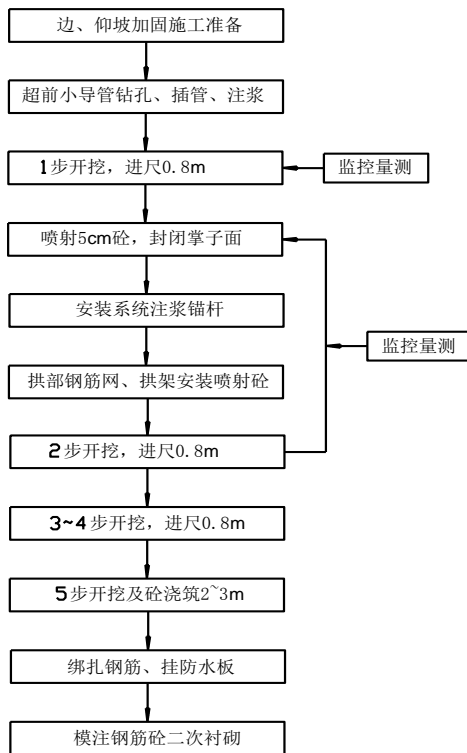 边、仰坡加固施工准备
超前小导管钻孔、插管、注浆
1步开挖，进尺0.8m
监控量测
喷射5cm砼，封闭掌子面
安装系统注浆锚杆
监控量测
拱部钢筋网、拱架安装喷射砼
2步开挖，进尺0.8m
3~4步开挖，进尺0.8m
5步开挖及砼浇筑2~3m
绑扎钢筋、挂防水板
模注钢筋砼二次衬砌